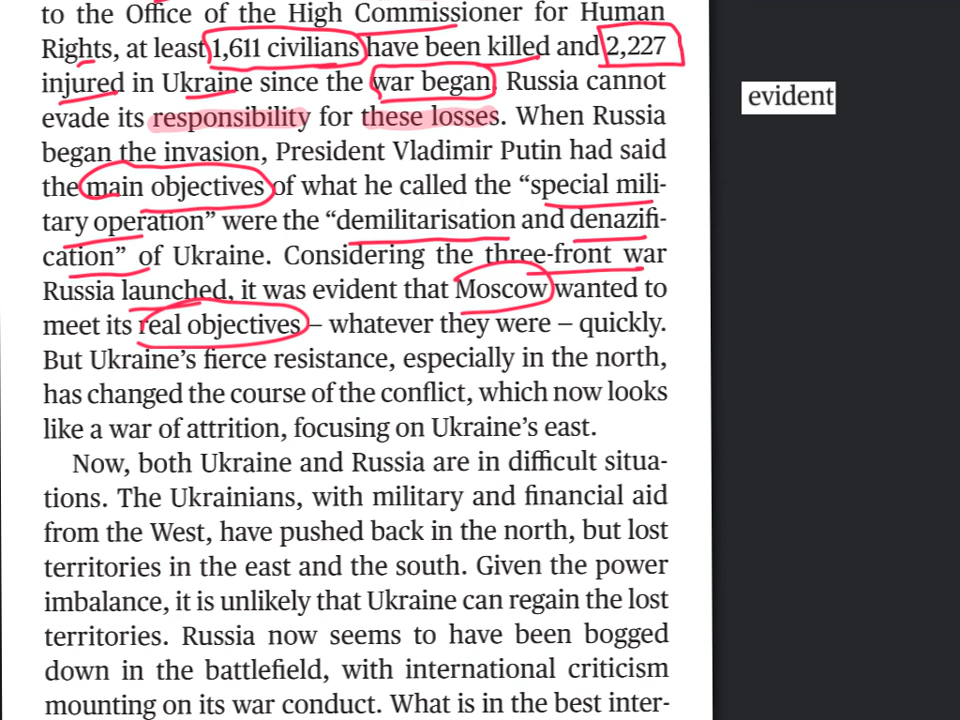 to the Office of the High Commissioner for Human
Rights, at least 1,611 civilians have been killed and 2,227
injured in Ukraine since the war began. Russia cannot
evade its responsibility for these losses. When Russia
began the invasion, President Vladimir Putin had said
the main objectives of what he called the “special mili-
tary operation” were the “demilitarisation and denazifi-
cation” of Ukraine. Considering the three-front war
Russia launched, it was evident that Moscow wanted to
meet its real objectives – whatever they were – quickly.
But Ukraine’s fierce resistance, especially in the north,
has changed the course of the conflict, which now looks
like a war of attrition, focusing on Ukraine’s east.
Now, both Ukraine and Russia are in difficult situa-
tions. The Ukrainians, with military and financial aid
from the West, have pushed back in the north, but lost
territories in the east and the south. Given the power
imbalance, it is unlikely that Ukraine can regain the lost
territories. Russia now seems to have been bogged
down in the battlefield, with international criticism
mounting on its war conduct. What is in the best inter-
evident